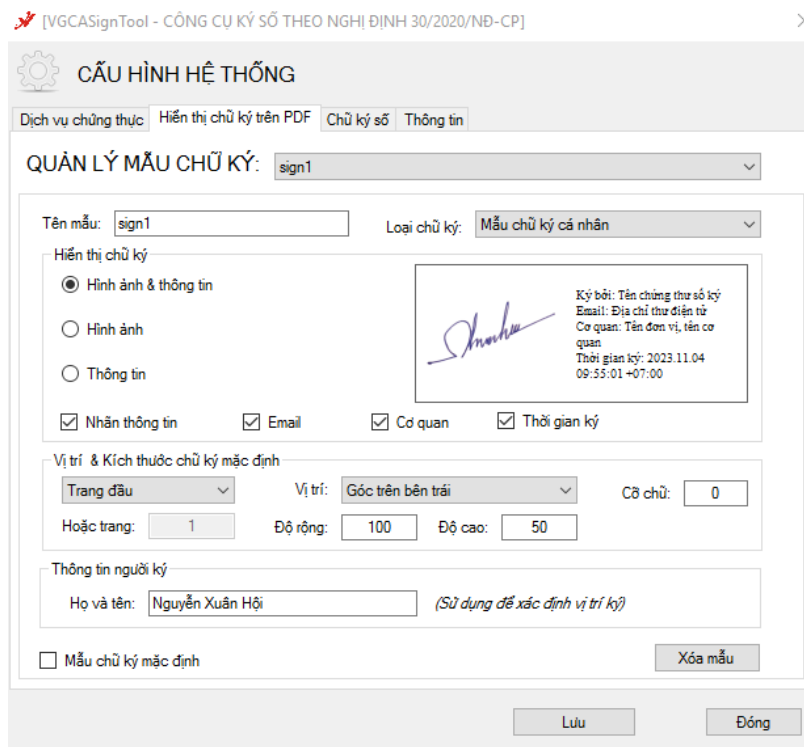 [VGCASignTool - CÔNG CỤ KÝ SỐ THEO NGHỊ ĐỊNH 30/2020/NĐ-CP]
CẤU HÌNH HỆ THỐNG
Dịch vụ chứng thực Hiển thị chữ ký trên PDF Chữ ký số Thông tin
QUẢN LÝ MẪU CHỮ KÝ: sign1
Tên mẫu: sign1 Loại chữ ký: Mẫu chữ ký cá nhân
Hiển thị chữ ký
Hình ảnh & thông tin
Hình ảnh
Thông tin
Ký bởi: Tên chứng thư số ký
Email: Địa chỉ thư điện tử
Cơ quan: Tên đơn vị, tên cơ
quan
Thời gian ký: 2023.11.04
09:55:01 +07:00
Nhãn thông tin Email Cơ quan Thời gian ký
Vị trí & Kích thước chữ ký mặc định
Trang đầu Vị trí: Góc trên bên trái Cỡ chữ: 0
Hoặc trang: 1 Độ rộng: 100 Độ cao: 50
Thông tin người ký
Họ và tên: Nguyễn Xuân Hội (Sử dụng để xác định vị trí ký)
Mẫu chữ ký mặc định Xóa mẫu
Lưu Đóng